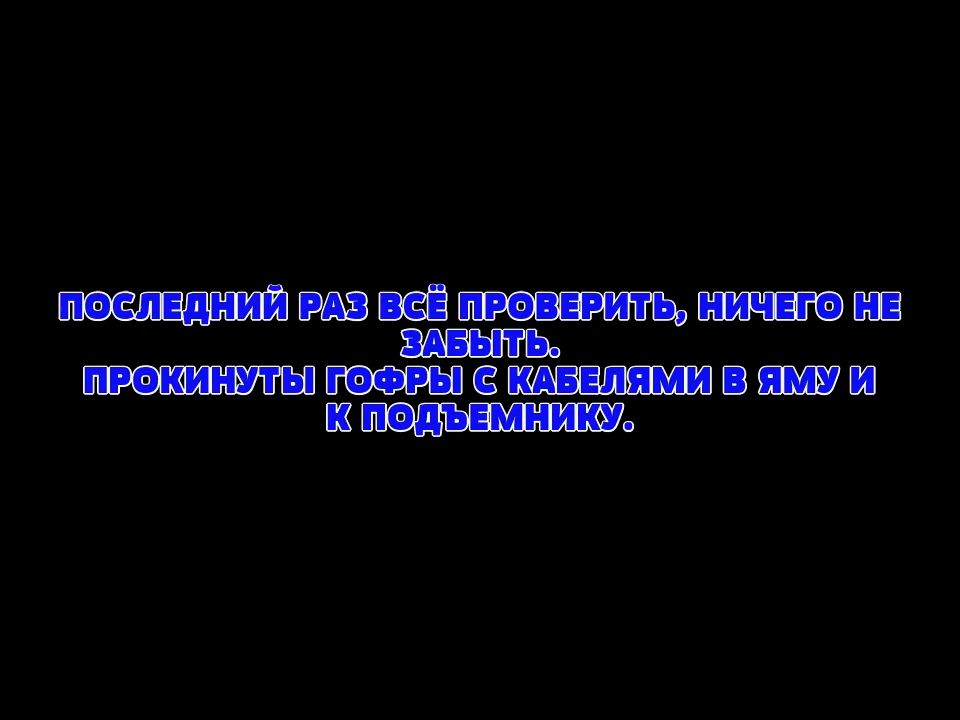 ПОСЛЕДНИЙ РАЗ ВСЁ ПРОВЕРИТЬ, НИЧЕГО НЕ
ЗАБЫТЬ.
ПРОКИНУТЫ ГОФРЫ С КАБЕЛЯМИ В ЯМУ И
К ПОДЪЕМНИКУ.